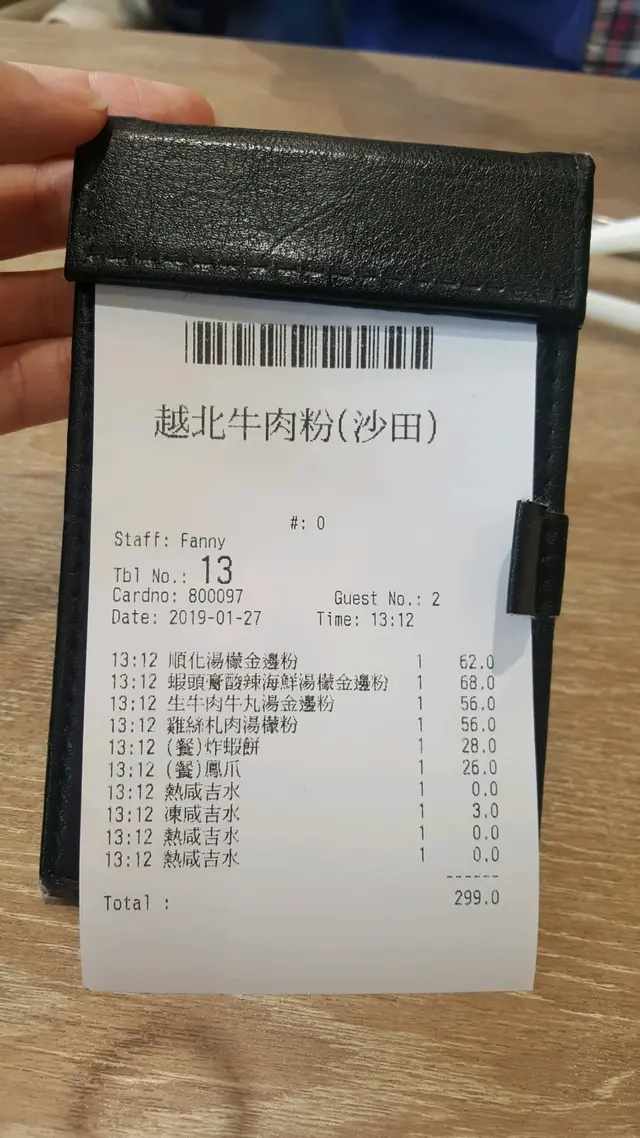 越北牛肉粉(沙田)
#: 0
Staff: Fanny
Tbl No.: 13
Cardno: 800097 Guest No.: 2
Date: 2019-01-27 Time: 13:12
13:12 順化湯檬金邊粉 1 62.0
13:12 蝦頭膏酸辣海鮮湯檬金邊粉 1 68.0
13:12 生牛肉牛丸湯金邊粉 1 56.0
13:12 雞絲札肉湯檬粉 1 56.0
13:12 (餐)炸蝦餅 1 28.0
13:12 (餐)鳳爪 1 26.0
13:12 熱咸吉水 1 0.0
13:12 凍咸吉水 1 3.0
13:12 熱咸吉水 1 0.0
13:12 熱咸吉水 1 0.0
------
Total : 299.0